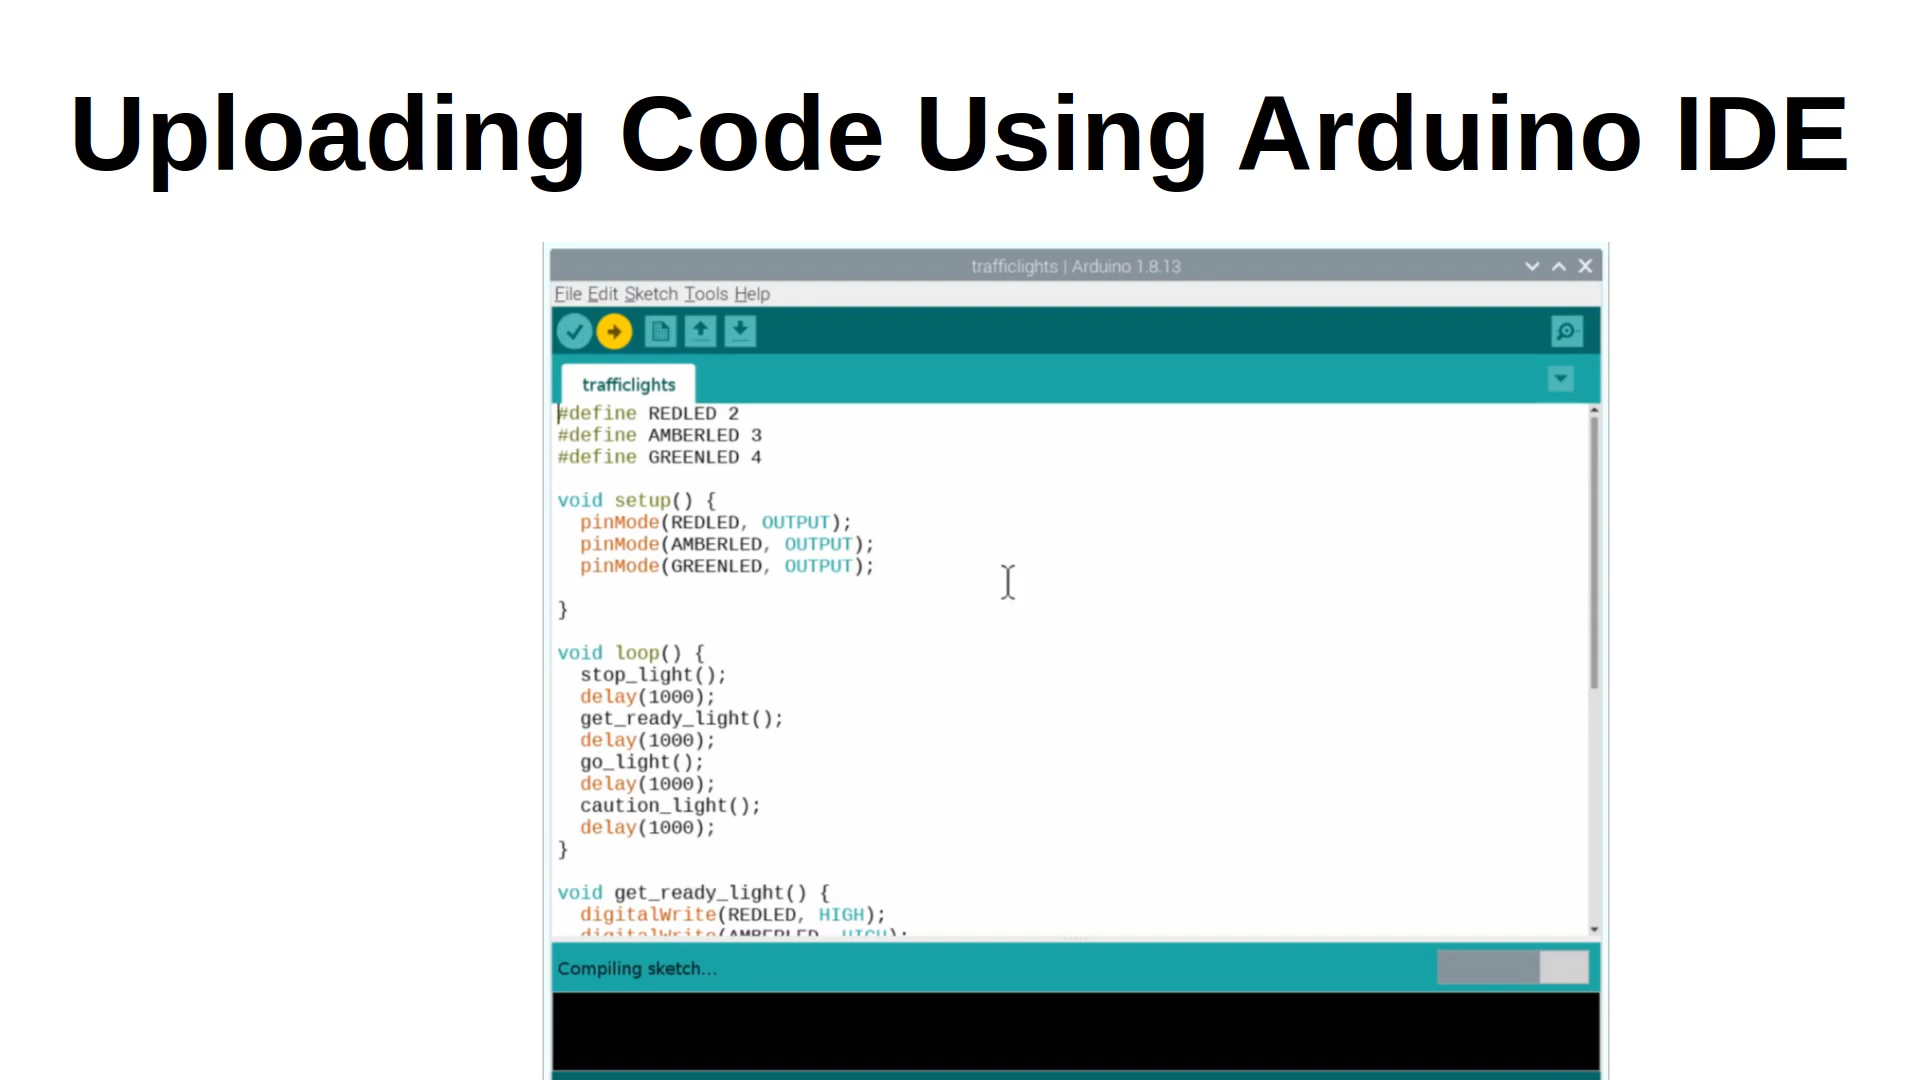 Uploading Code Using Arduino IDE
trafficlights | Arduino 1.8.13
File Edit Sketch Tools Help
trafficlights
#define REDLED 2
#define AMBERLED 3
#define GREENLED 4
void setup() {
pinMode(REDLED, OUTPUT);
pinMode(AMBERLED, OUTPUT);
pinMode(GREENLED, OUTPUT);
}
void loop() {
stop_light();
delay(1000);
get_ready_light();
delay(1000);
go_light();
delay(1000);
caution_light();
delay(1000);
}
void get_ready_light() {
digitalWrite(REDLED, HIGH);
digitalWrite(AMBERLED, HIGH);
Compiling sketch...